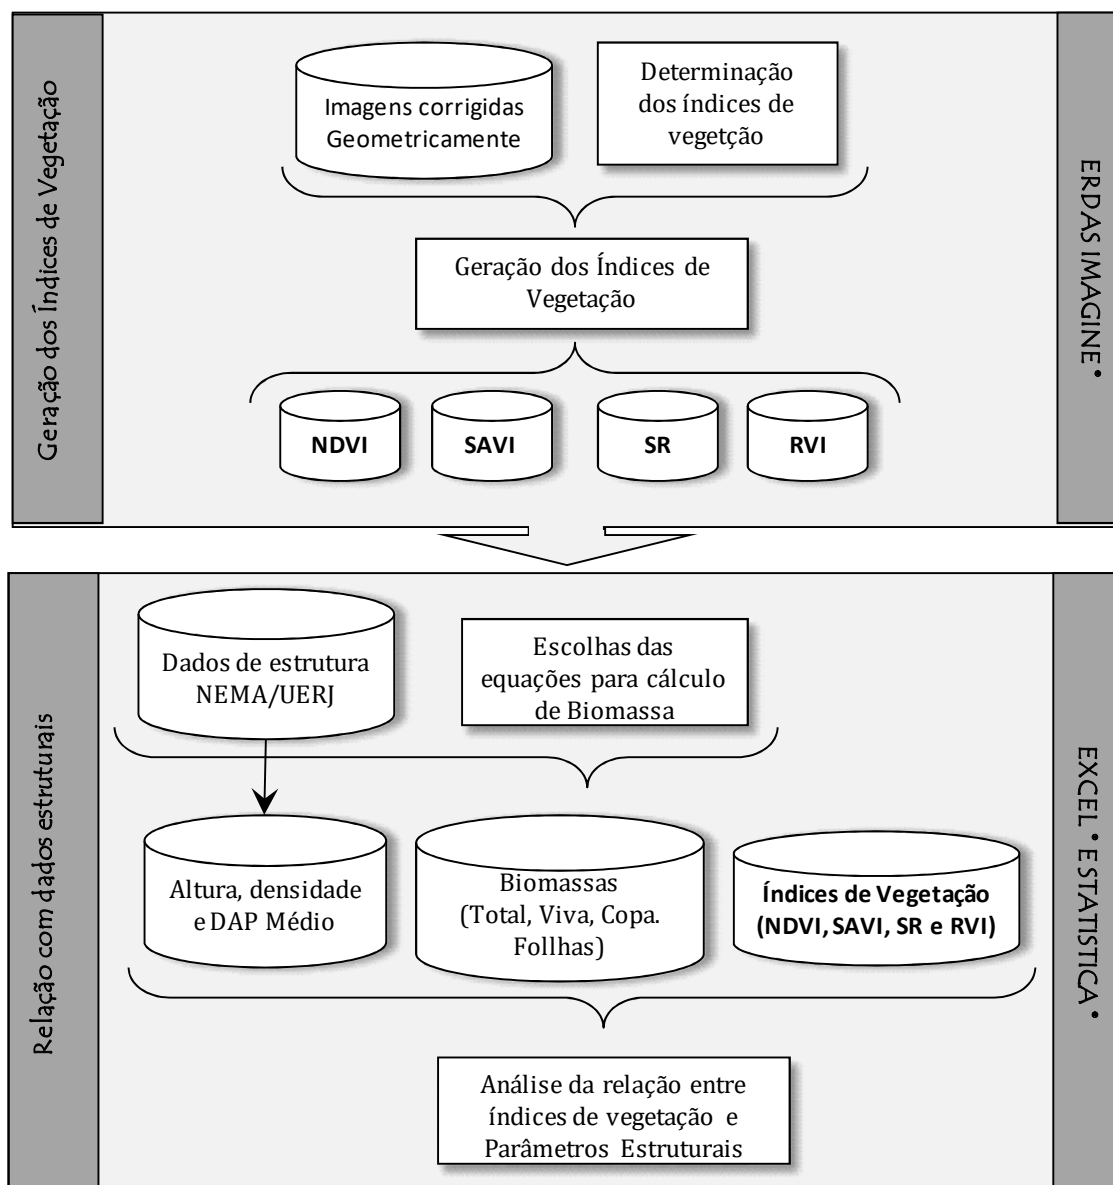 Geração dos Índices de Vegetação
Imagens corrigidas
Geometricamente
Determinação
dos índices de
vegetção
Geração dos Índices de
Vegetação
NDVI
SAVI
SR
RVI
ERDAS IMAGINE®
Relação com dados estruturais
Dados de estrutura
NEMA/UERJ
Escolhas das
equações para cálculo
de Biomassa
Altura, densidade
e DAP Médio
Biomassas
(Total, Viva, Copa.
Follhas)
Índices de Vegetação
(NDVI, SAVI, SR e RVI)
Análise da relação entre
índices de vegetação e
Parâmetros Estruturais
EXCEL® E STATISTICA®